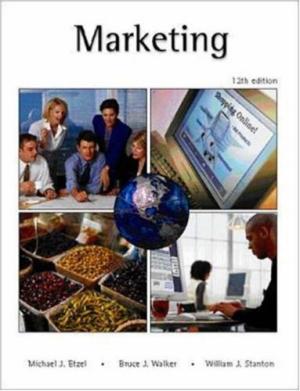 Marketing
12th edition
Shopping Online!
Michael J. Etzel • Bruce J. Walker • William J. Stanton